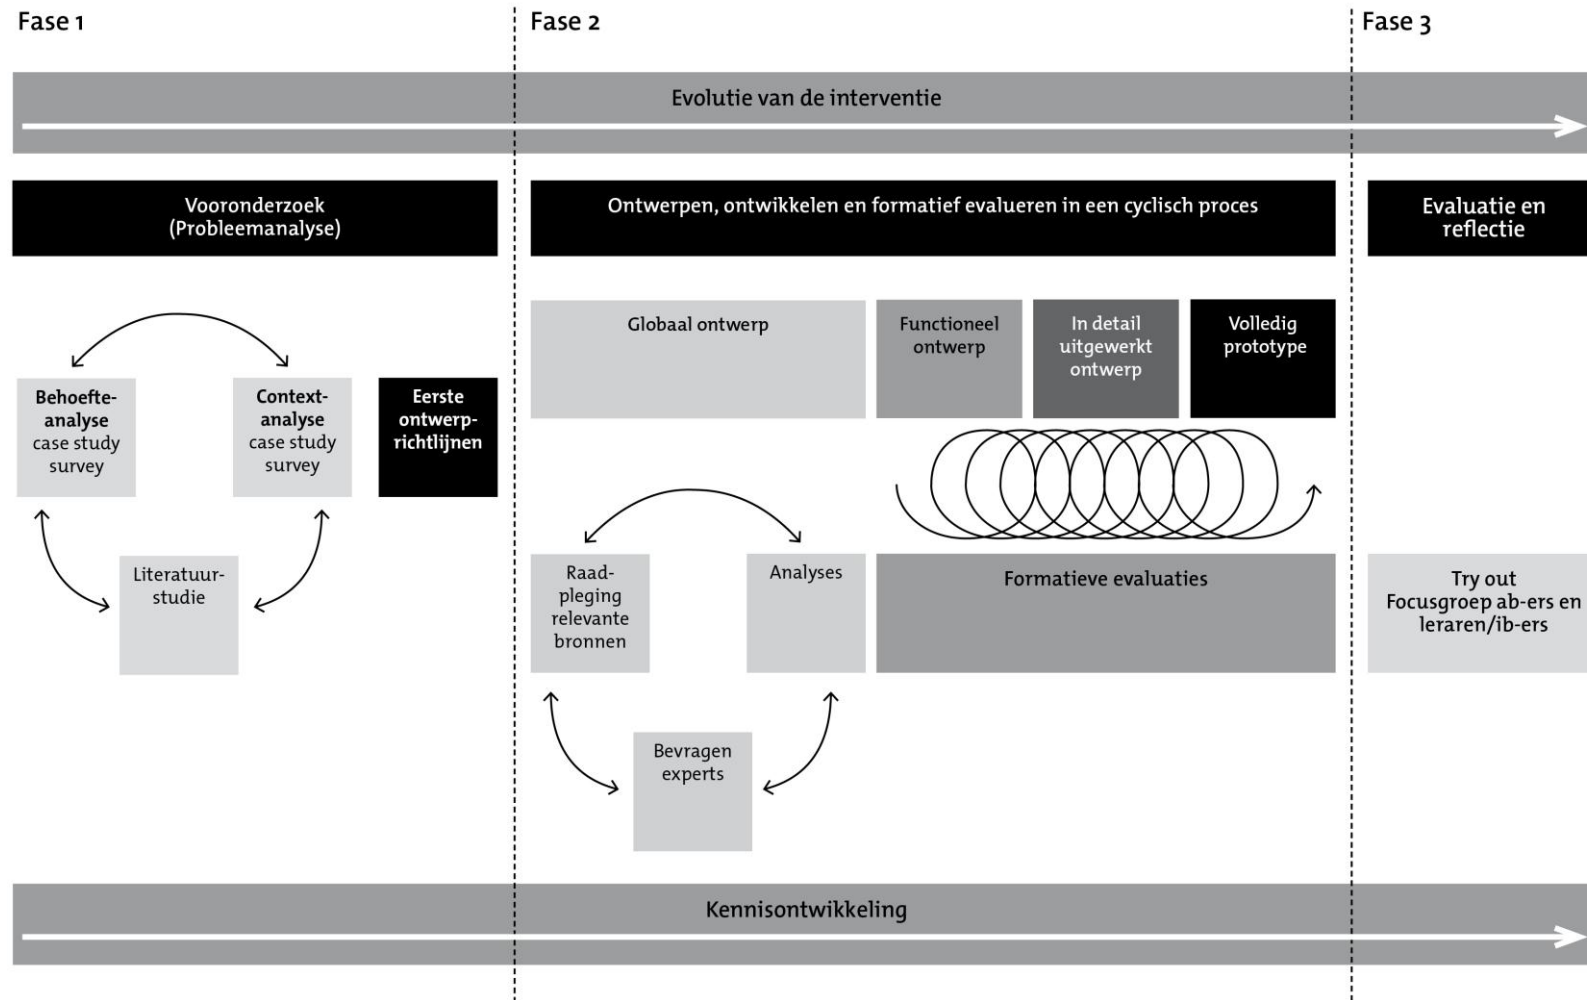 Fase 1
Fase 2
Fase 3
Evolutie van de interventie
Vooronderzoek
(Probleemanalyse)
Ontwerpen, ontwikkelen en formatief evalueren in een cyclisch proces
Evaluatie en
reflectie
Behoefte-
analyse
case study
survey
Context-
analyse
case study
survey
Eerste
ontwerp-
richtlijnen
Literatuur-
studie
Globaal ontwerp
Functioneel
ontwerp
In detail
uitgewerkt
ontwerp
Volledig
prototype
Raad-
pleging
relevante
bronnen
Analyses
Bevragen
experts
Formatieve evaluaties
Try out
Focusgroep ab-ers en
leraren/ib-ers
Kennisontwikkeling